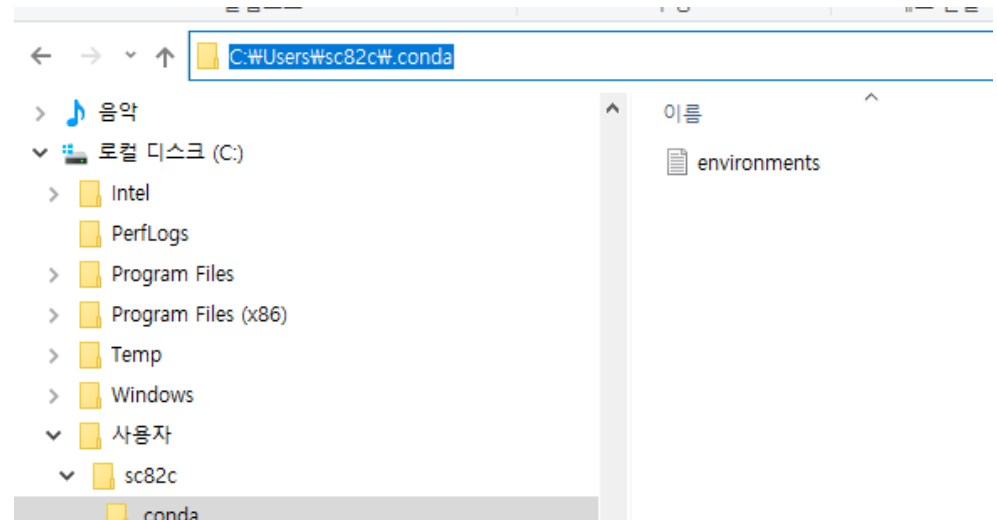 C:₩Users₩sc82c₩.conda
음악
이름
로컬 디스크 (C:)
environments
Intel
PerfLogs
Program Files
Program Files (x86)
Temp
Windows
사용자
sc82c
.conda